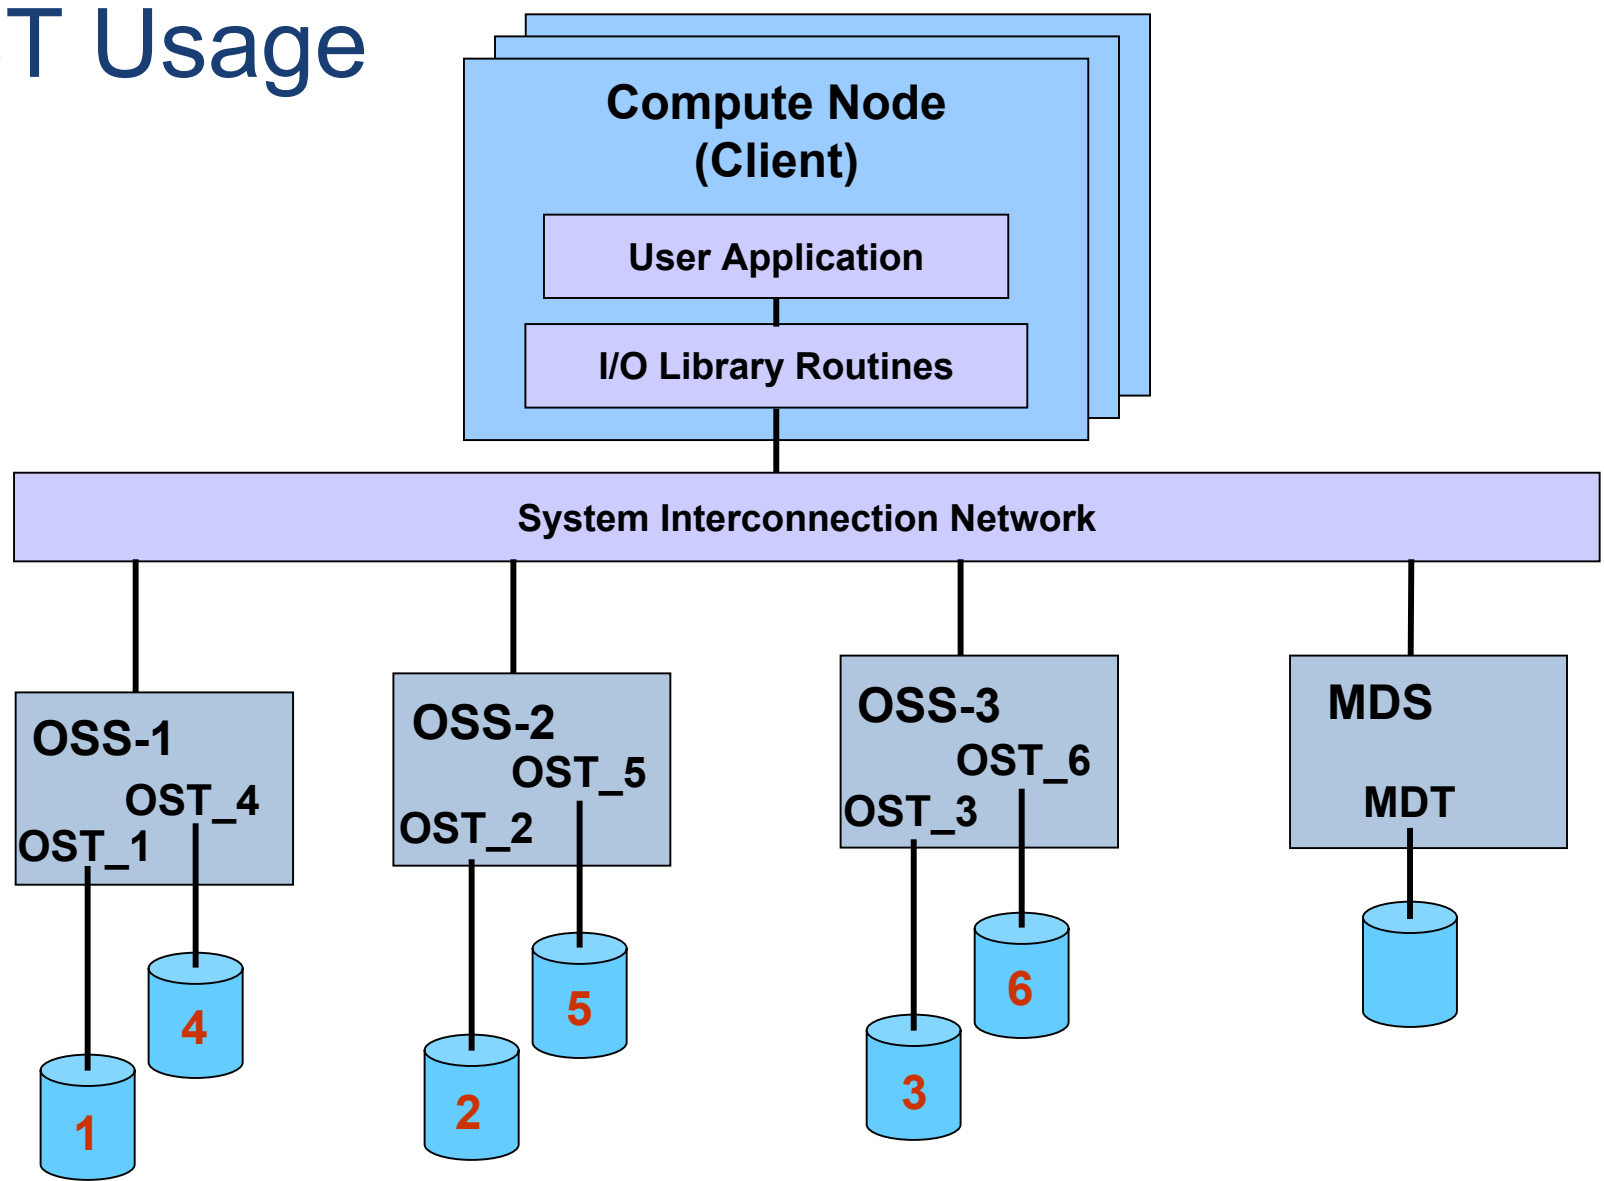 T Usage
Compute Node
(Client)
User Application
I/O Library Routines
System Interconnection Network
OSS-1
OST_4
OST_1
OSS-2
OST_5
OST_2
OSS-3
OST_6
OST_3
MDS
MDT
4
1
5
2
6
3